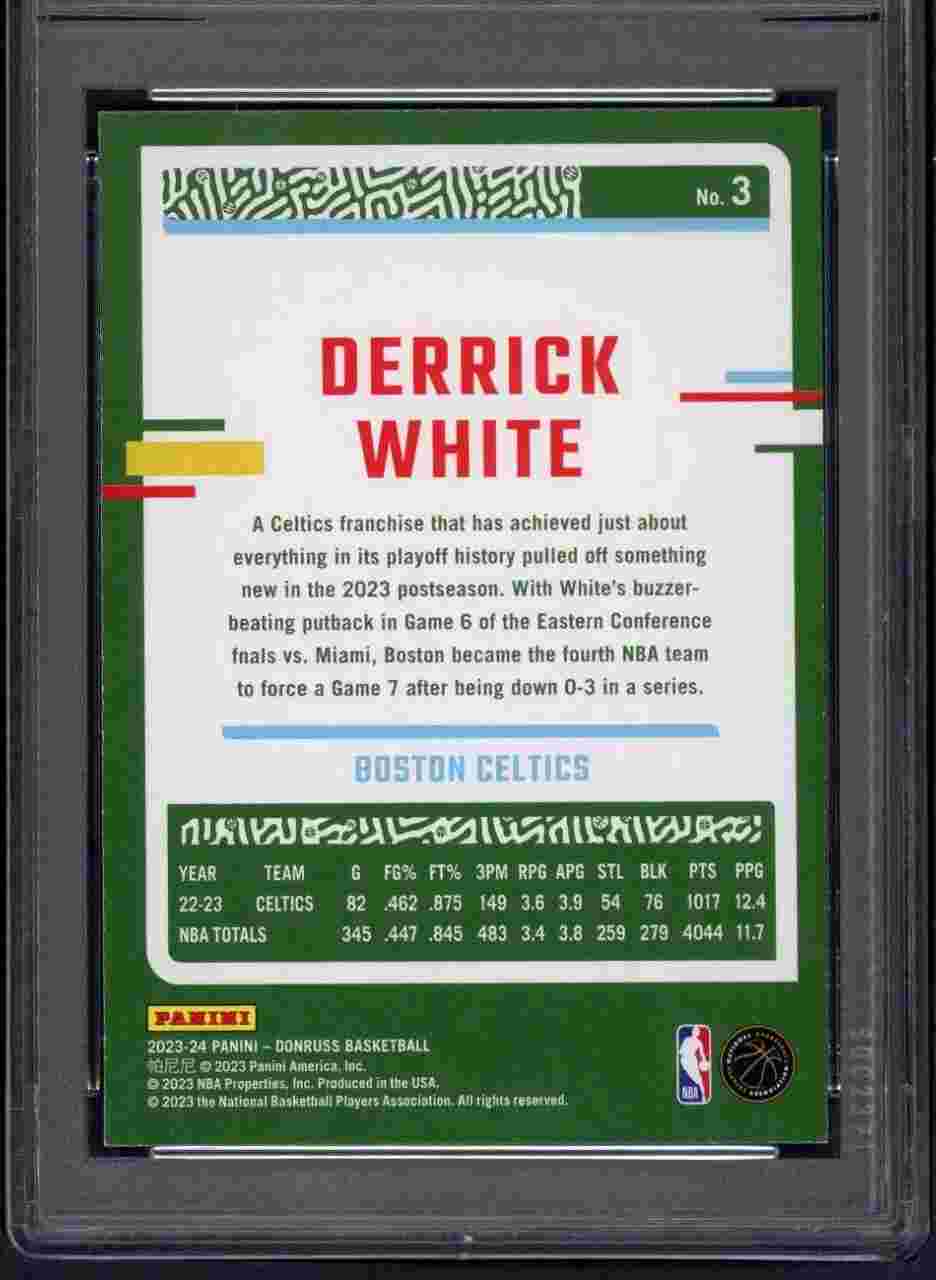 No. 3
DERRICK
WHITE
A Celtics franchise that has achieved just about
everything in its playoff history pulled off something
new in the 2023 postseason. With White's buzzer-
beating putback in Game 6 of the Eastern Conference
fnals vs. Miami, Boston became the fourth NBA team
to force a Game 7 after being down 0-3 in a series.
BOSTON CELTICS
YEAR TEAM G FG% FT% 3PM RPG APG STL BLK PTS PPG
22-23 CELTICS 82 .462 .875 149 3.6 3.9 54 76 1017 12.4
NBA TOTALS 345 .447 .845 483 3.4 3.8 259 279 4044 11.7
PANINI
2023-24 PANINI – DONRUSS BASKETBALL
帕尼尼 © 2023 Panini America, Inc.
© 2023 NBA Properties, Inc. Produced in the USA.
© 2023 the National Basketball Players Association. All rights reserved.
NBA
NATIONAL BASKETBALL PLAYERS ASSOCIATION